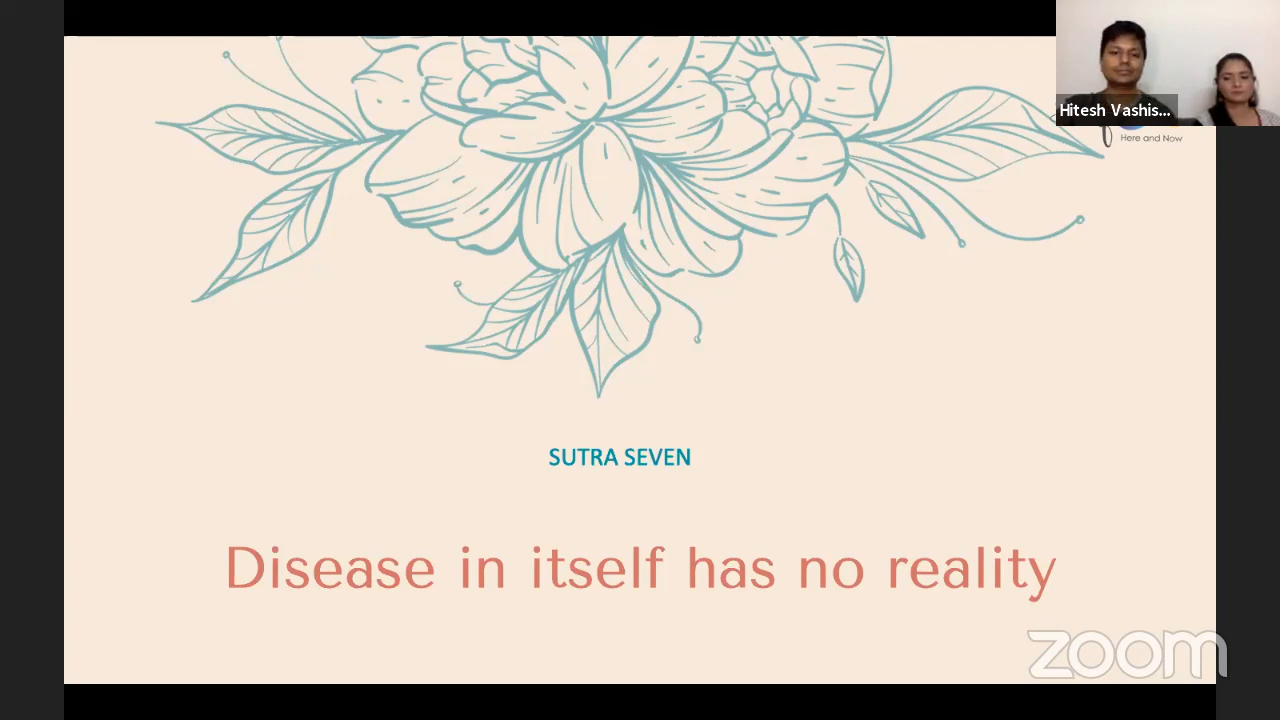 Hitesh Vashis...
Here and Now
SUTRA SEVEN
Disease in itself has no reality
zoom